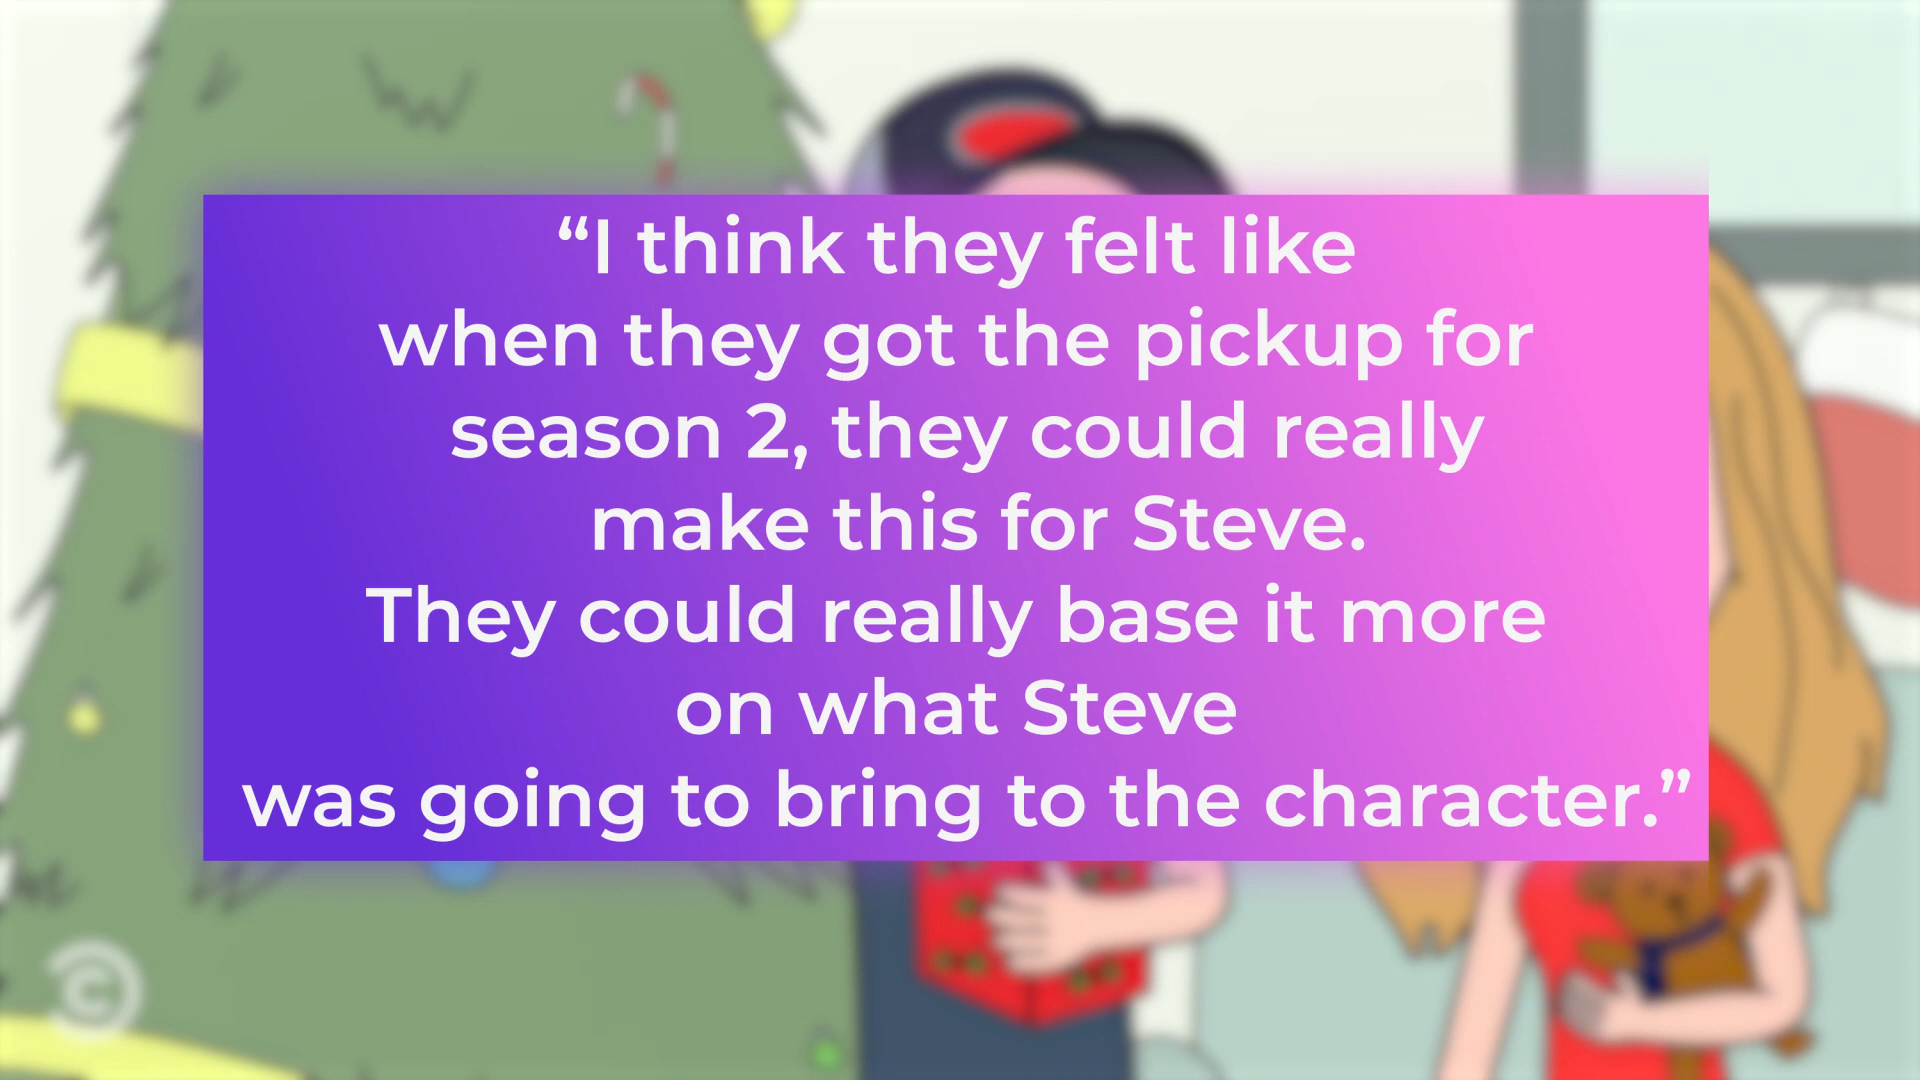 “I think they felt like
when they got the pickup for
season 2, they could really
make this for Steve.
They could really base it more
on what Steve
was going to bring to the character.”